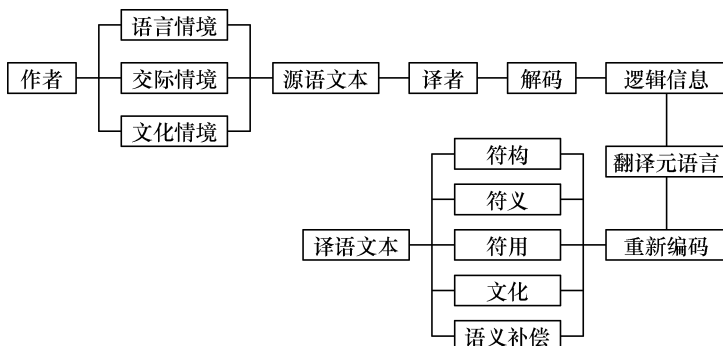 语言情境
作者
交际情境
源语文本
译者
解码
逻辑信息
文化情境
符构
翻译元语言
符义
译语文本
符用
重新编码
文化
语义补偿